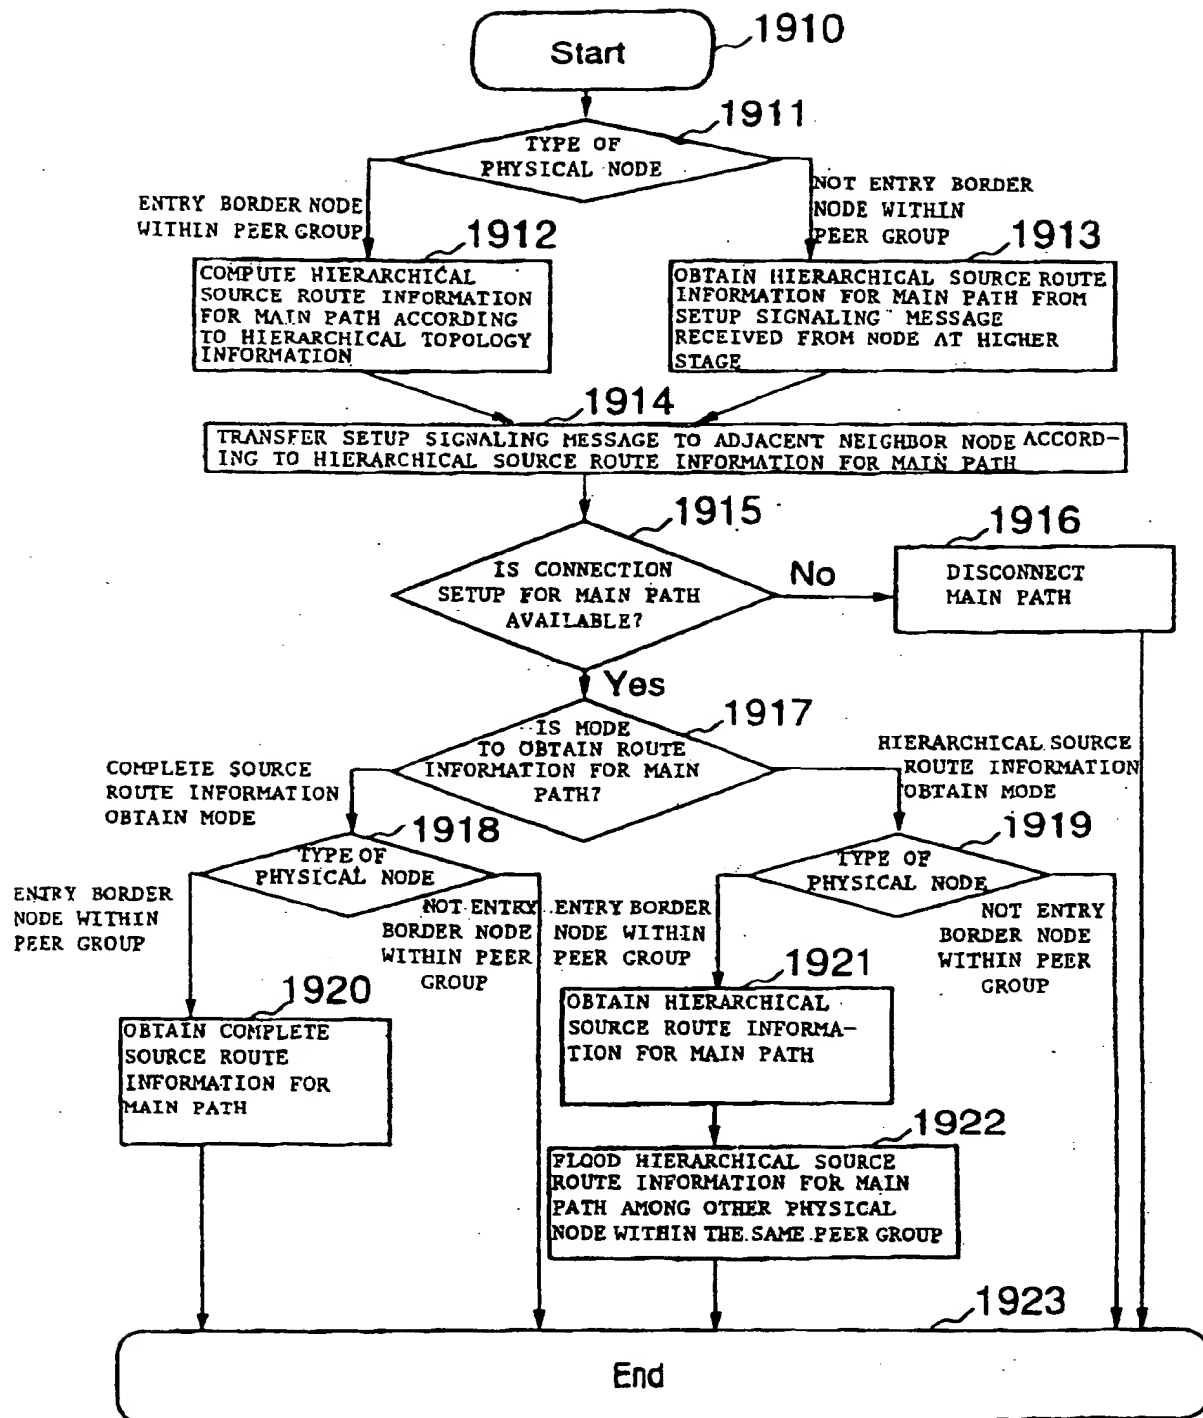 Start
1910
1911
TYPE OF
PHYSICAL NODE
ENTRY BORDER NODE
WITHIN PEER GROUP
NOT ENTRY BORDER
NODE WITHIN
PEER GROUP
1912
COMPUTE HIERARCHICAL
SOURCE ROUTE INFORMATION
FOR MAIN PATH ACCORDING
TO HIERARCHICAL TOPOLOGY
INFORMATION
1913
OBTAIN HIERARCHICAL SOURCE ROUTE
INFORMATION FOR MAIN PATH FROM
SETUP SIGNALING MESSAGE
RECEIVED FROM NODE AT HIGHER
STAGE
1914
TRANSFER SETUP SIGNALING MESSAGE TO ADJACENT NEIGHBOR NODE ACCORD-
ING TO HIERARCHICAL SOURCE ROUTE INFORMATION FOR MAIN PATH
1915
IS CONNECTION
SETUP FOR MAIN PATH
AVAILABLE?
No
1916
DISCONNECT
MAIN PATH
Yes
1917
IS MODE
TO OBTAIN ROUTE
INFORMATION FOR MAIN
PATH?
COMPLETE SOURCE
ROUTE INFORMATION
OBTAIN MODE
HIERARCHICAL SOURCE
ROUTE INFORMATION
OBTAIN MODE
1918
TYPE OF
PHYSICAL NODE
1919
TYPE OF
PHYSICAL NODE
ENTRY BORDER
NODE WITHIN
PEER GROUP
NOT ENTRY
BORDER NODE
WITHIN PEER
GROUP
ENTRY BORDER
NODE WITHIN
PEER GROUP
NOT ENTRY
BORDER NODE
WITHIN PEER
GROUP
1920
OBTAIN COMPLETE
SOURCE ROUTE
INFORMATION FOR
MAIN PATH
1921
OBTAIN HIERARCHICAL
SOURCE ROUTE INFORMA-
TION FOR MAIN PATH
1922
FLOOD HIERARCHICAL SOURCE
ROUTE INFORMATION FOR MAIN
PATH AMONG OTHER PHYSICAL
NODE WITHIN THE SAME PEER GROUP
1923
End